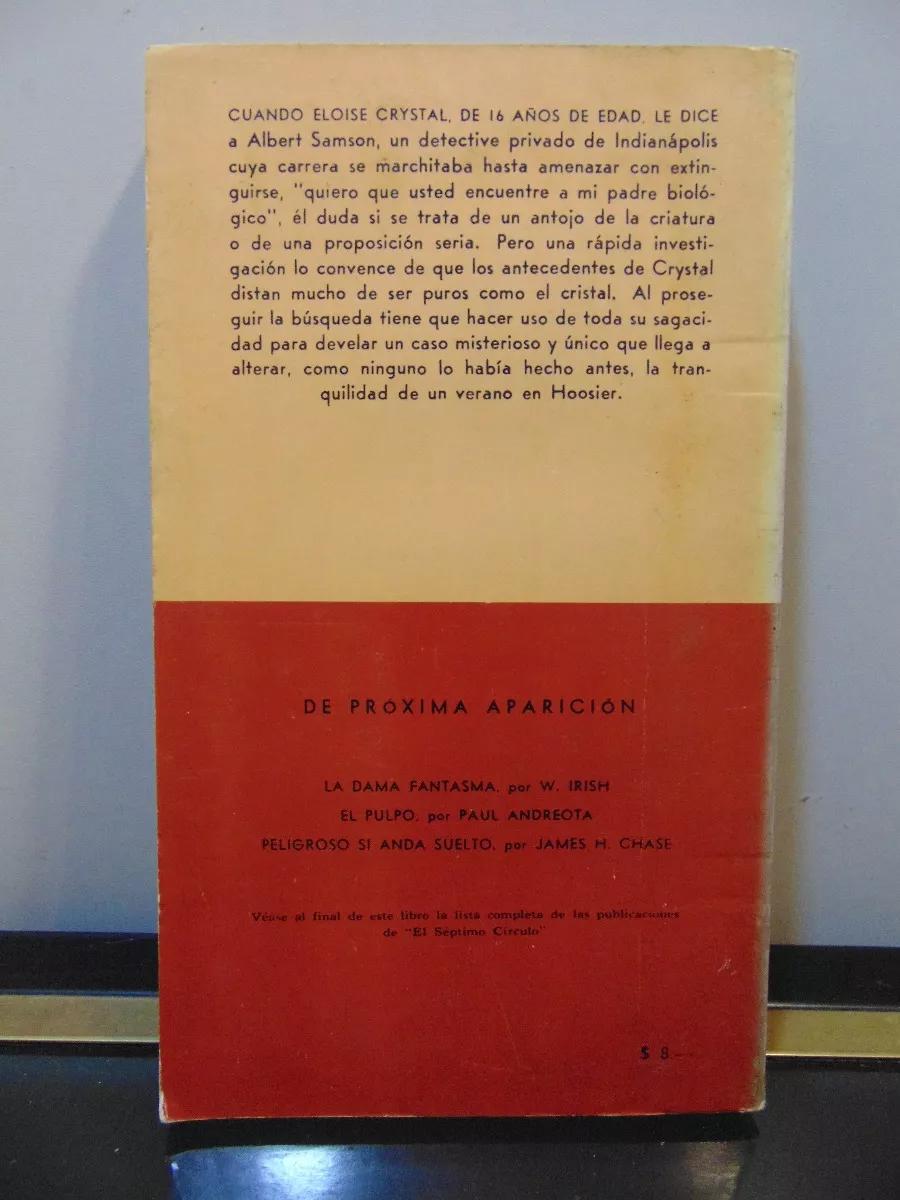 CUANDO ELOISE CRYSTAL, DE 16 AÑOS DE EDAD, LE DICE
a Albert Samson, un detective privado de Indianápolis
cuya carrera se marchitaba hasta amenazar con extin-
guirse, "quiero que usted encuentre a mi padre bioló-
gico", él duda si se trata de un antojo de la criatura
o de una proposición seria. Pero una rápida investi-
gación lo convence de que los antecedentes de Crystal
distan mucho de ser puros como el cristal. Al prose-
guir la búsqueda tiene que hacer uso de toda su sagaci-
dad para develar un caso misterioso y único que llega a
alterar, como ninguno lo había hecho antes, la tran-
quilidad de un verano en Hoosier.
DE PRÓXIMA APARICIÓN
LA DAMA FANTASMA, por W. IRISH
EL PULPO, por PAUL ANDREOTA
PELIGROSO SI ANDA SUELTO, por JAMES H. CHASE
Véase al final de este libro la lista completa de las publicaciones
de "El Séptimo Círculo"
$ 8.—